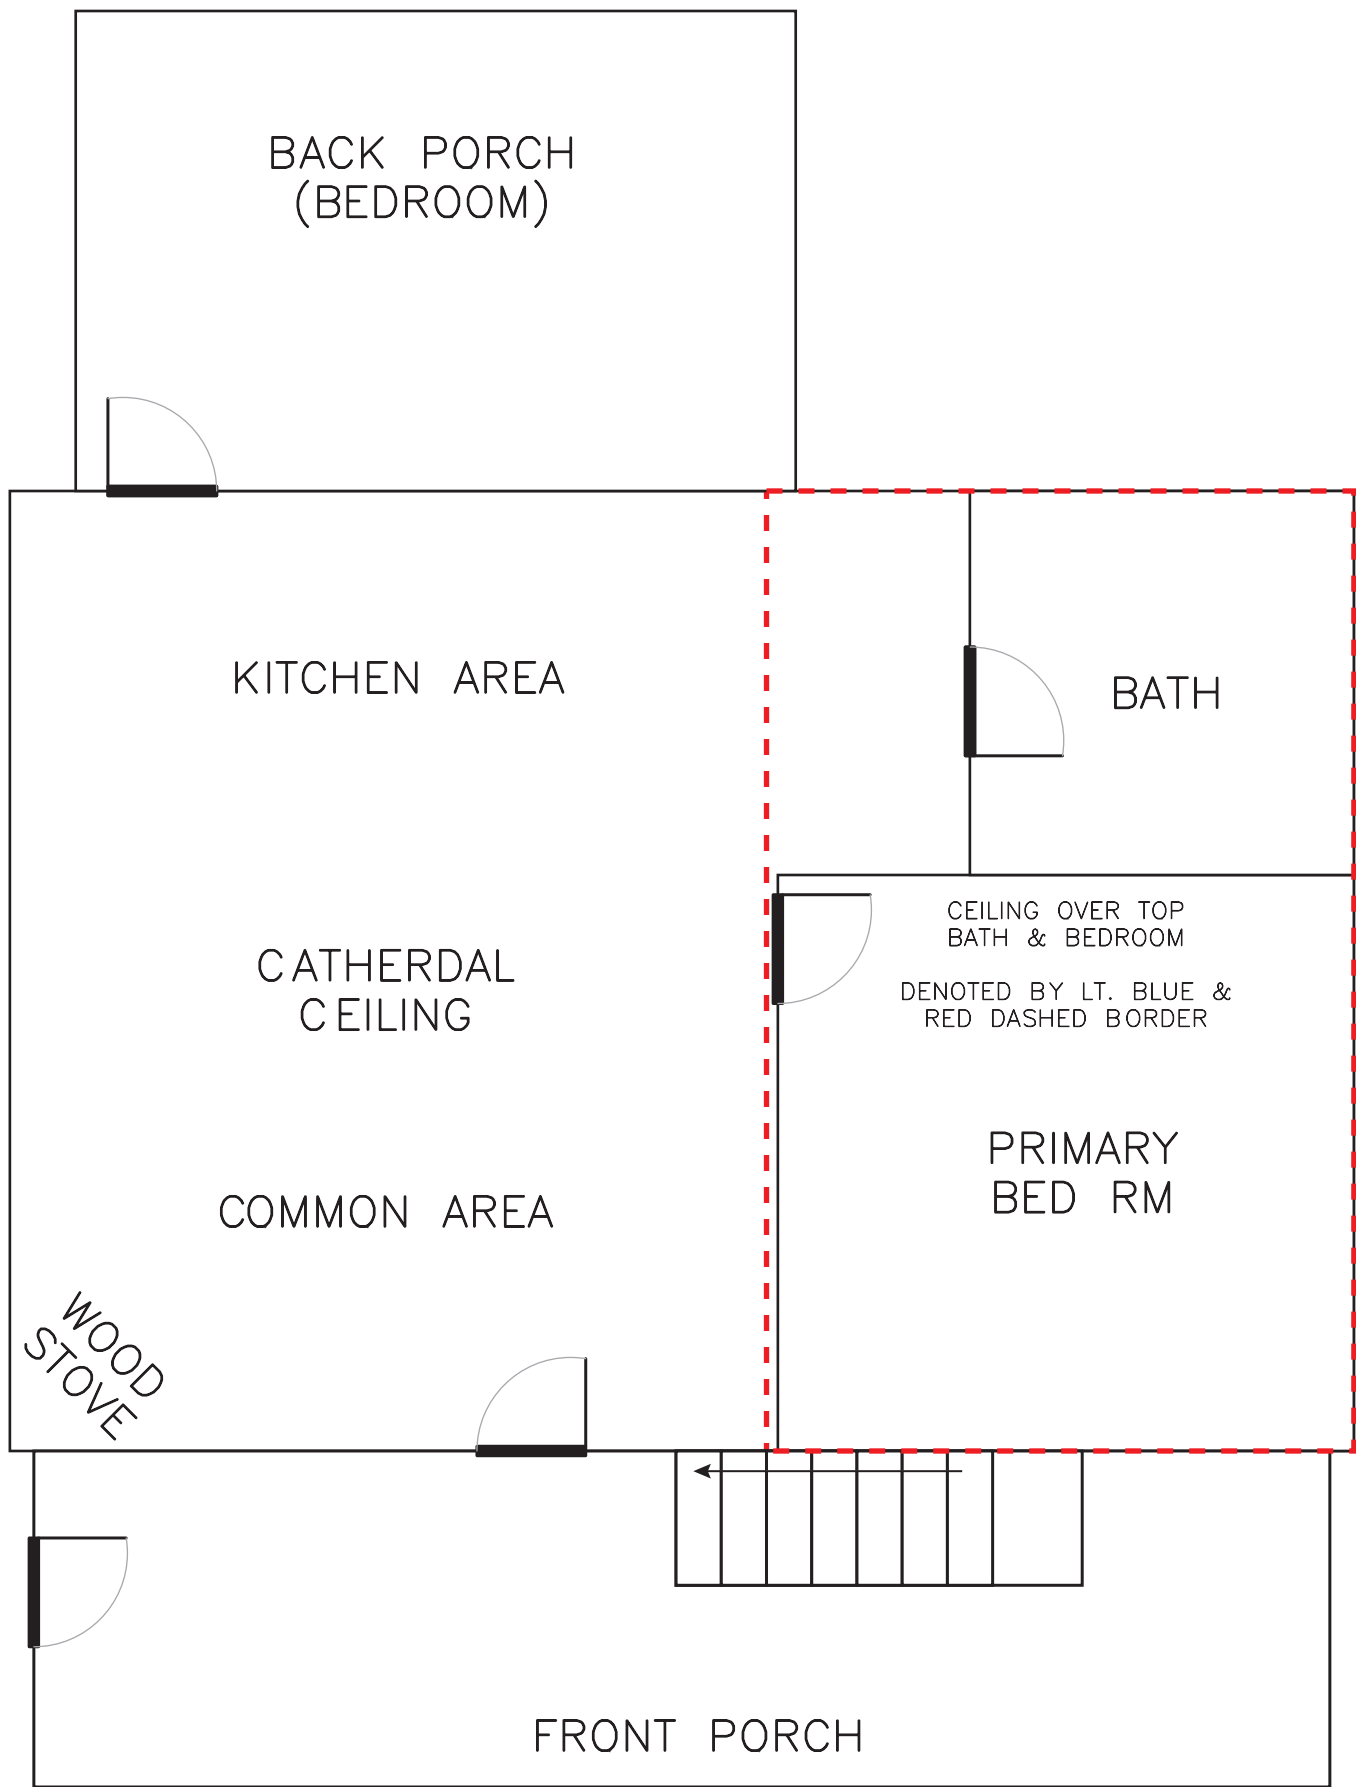 BACK PORCH
(BEDROOM)
KITCHEN AREA
BATH
CEILING OVER TOP
BATH & BEDROOM
DENOTED BY LT. BLUE &
RED DASHED BORDER
CATHERDAL
CEILING
PRIMARY
BED RM
COMMON AREA
WOOD
STOVE
FRONT PORCH